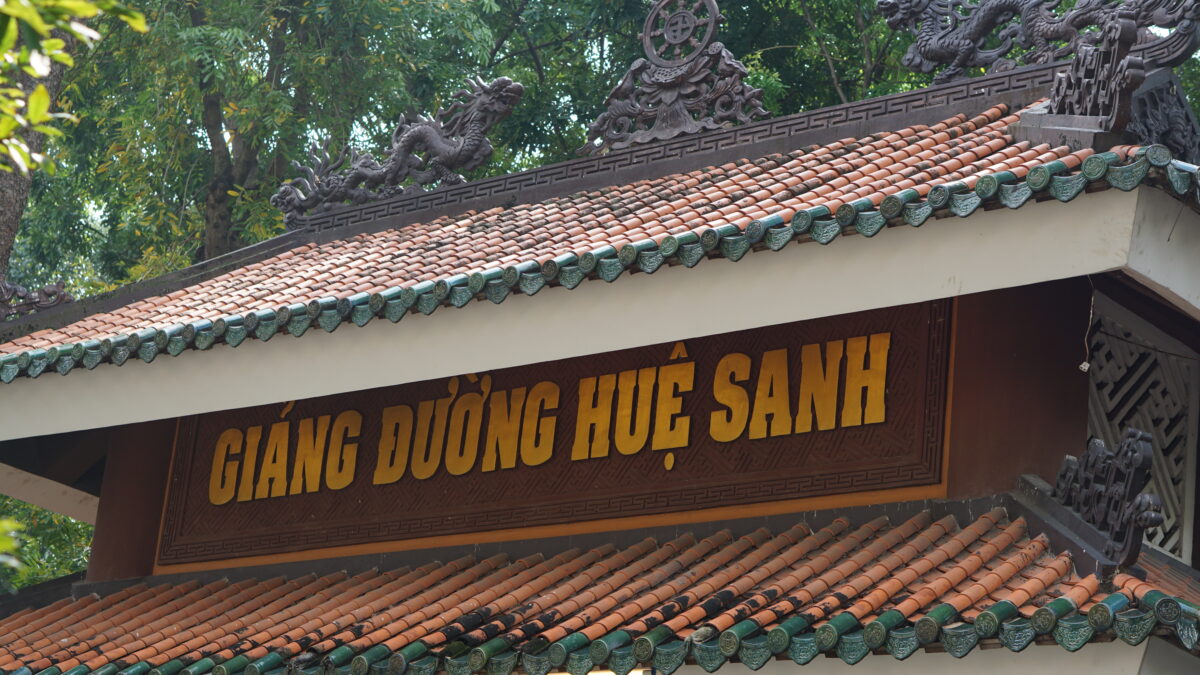 GIẢNG ĐƯỜNG HUỆ SANH